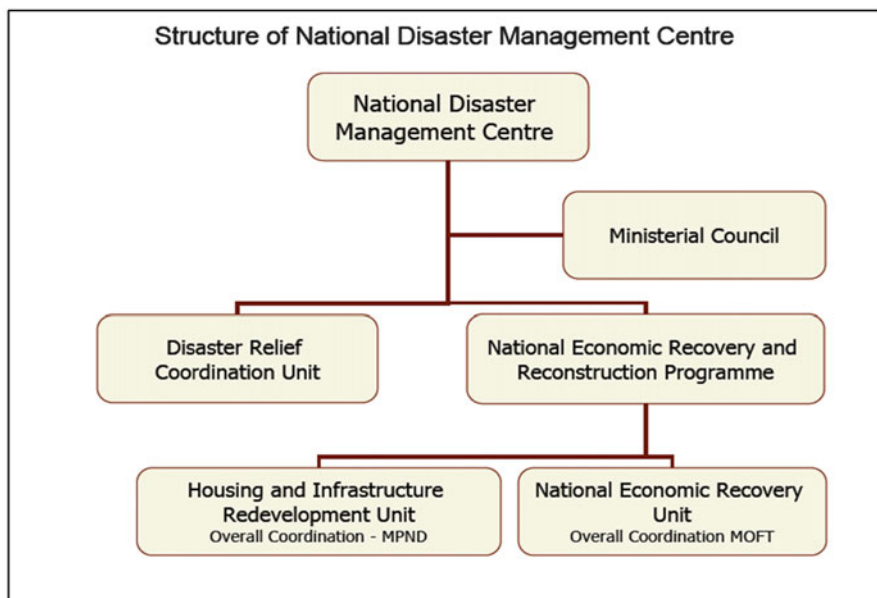 Structure of National Disaster Management Centre
National Disaster
Management Centre
Ministerial Council
Disaster Relief
Coordination Unit
National Economic Recovery and
Reconstruction Programme
Housing and Infrastructure
Redevelopment Unit
Overall Coordination - MPND
National Economic Recovery
Unit
Overall Coordination MOFT